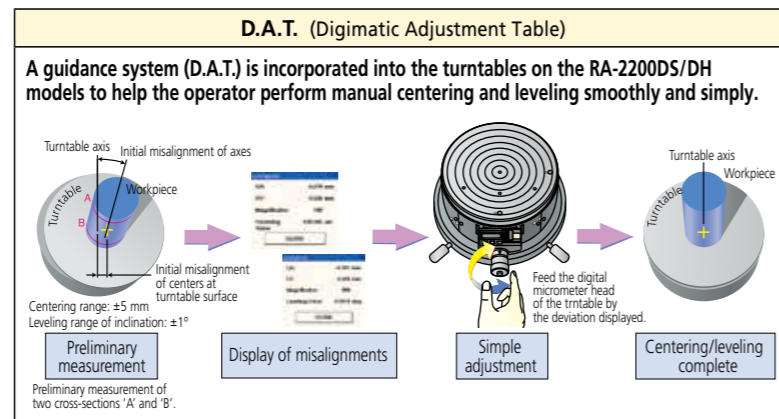 D.A.T. (Digimatic Adjustment Table)
A guidance system (D.A.T.) is incorporated into the turntables on the RA-2200DS/DH
models to help the operator perform manual centering and leveling smoothly and simply.
Turntable axis
Initial misalignment of axes
Turntable
Workpiece
A
B
Initial misalignment
of centers at
turntable surface
Centering range: ±5 mm
Leveling range of inclination: ±1º
Preliminary
measurement
Preliminary measurement of
two cross-sections ‘A’ and ‘B’.
Display of misalignments
Feed the digital
micrometer head
of the trntable by
the deviation displayed.
Simple
adjustment
Turntable axis
Workpiece
Turntable
Centering/leveling
complete